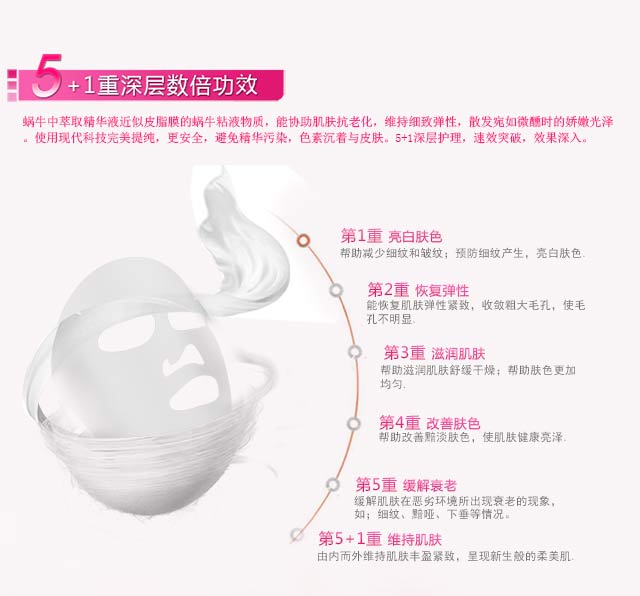 5+1重深层数倍功效
蜗牛中萃取精华液近似皮脂膜的蜗牛粘液物质，能协助肌肤抗老化，维持细致弹性，散发宛如微醺时的娇嫩光泽
。使用现代科技完美提纯，更安全，避免精华污染，色素沉着与皮肤。5+1深层护理，速效突破，效果深入。
第1重 亮白肤色
帮助减少细纹和皱纹；预防细纹产生，亮白肤色.
第2重 恢复弹性
能恢复肌肤弹性紧致，收敛粗大毛孔，使毛
孔不明显.
第3重 滋润肌肤
帮助滋润肌肤舒缓干燥；帮助肤色更加
均匀.
第4重 改善肤色
帮助改善黯淡肤色，使肌肤健康亮泽.
第5重 缓解衰老
缓解肌肤在恶劣环境所出现衰老的现象，
如；细纹、黯哑、下垂等情况。
第5+1重 维持肌肤
由内而外维持肌肤丰盈紧致，呈现新生般的柔美肌.